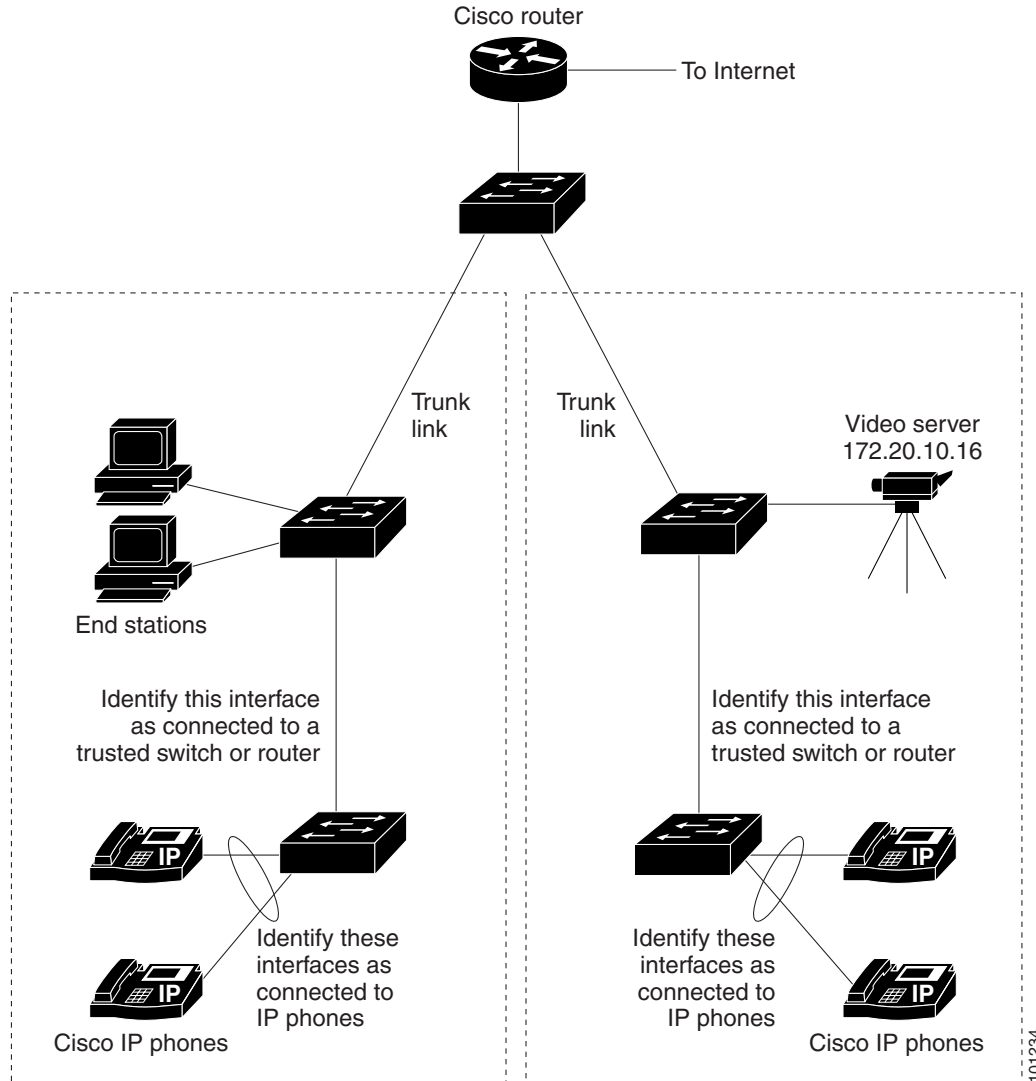 Cisco router
To Internet
Trunk
link
Trunk
link
Video server
172.20.10.16
End stations
Identify this interface
as connected to a
trusted switch or router
Identify this interface
as connected to a
trusted switch or router
IP
IP
IP
IP
Identify these
interfaces as
connected to
IP phones
Identify these
interfaces as
connected to
IP phones
Cisco IP phones
Cisco IP phones
101234